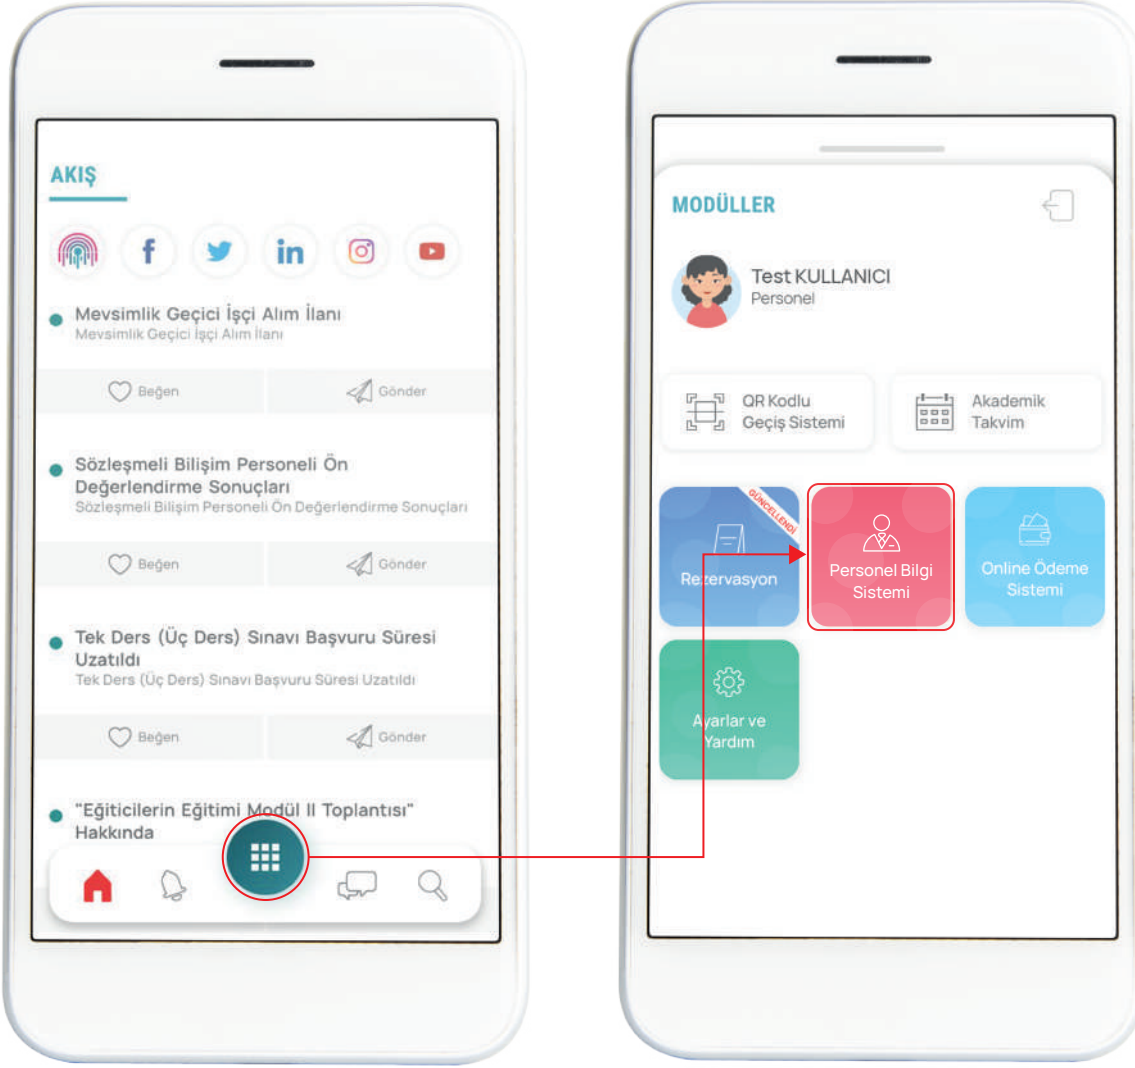 AKIŞ
Mevsimlik Geçici İşçi Alım İlanı
Mevsimlik Geçici İşçi Alım İlanı
Beğen
Gönder
Sözleşmeli Bilişim Personeli Ön
Değerlendirme Sonuçları
Sözleşmeli Bilişim Personeli Ön Değerlendirme Sonuçları
Beğen
Gönder
Tek Ders (Üç Ders) Sınavı Başvuru Süresi
Uzatıldı
Tek Ders (Üç Ders) Sınavı Başvuru Süresi Uzatıldı
Beğen
Gönder
"Eğiticilerin Eğitimi Modül II Toplantısı"
Hakkında
MODÜLLER
Test KULLANICI
Personel
QR Kodlu
Geçiş Sistemi
Akademik
Takvim
GÜNCELLENDİ
Rezervasyon
Personel Bilgi
Sistemi
Online Ödeme
Sistemi
Ayarlar ve
Yardım